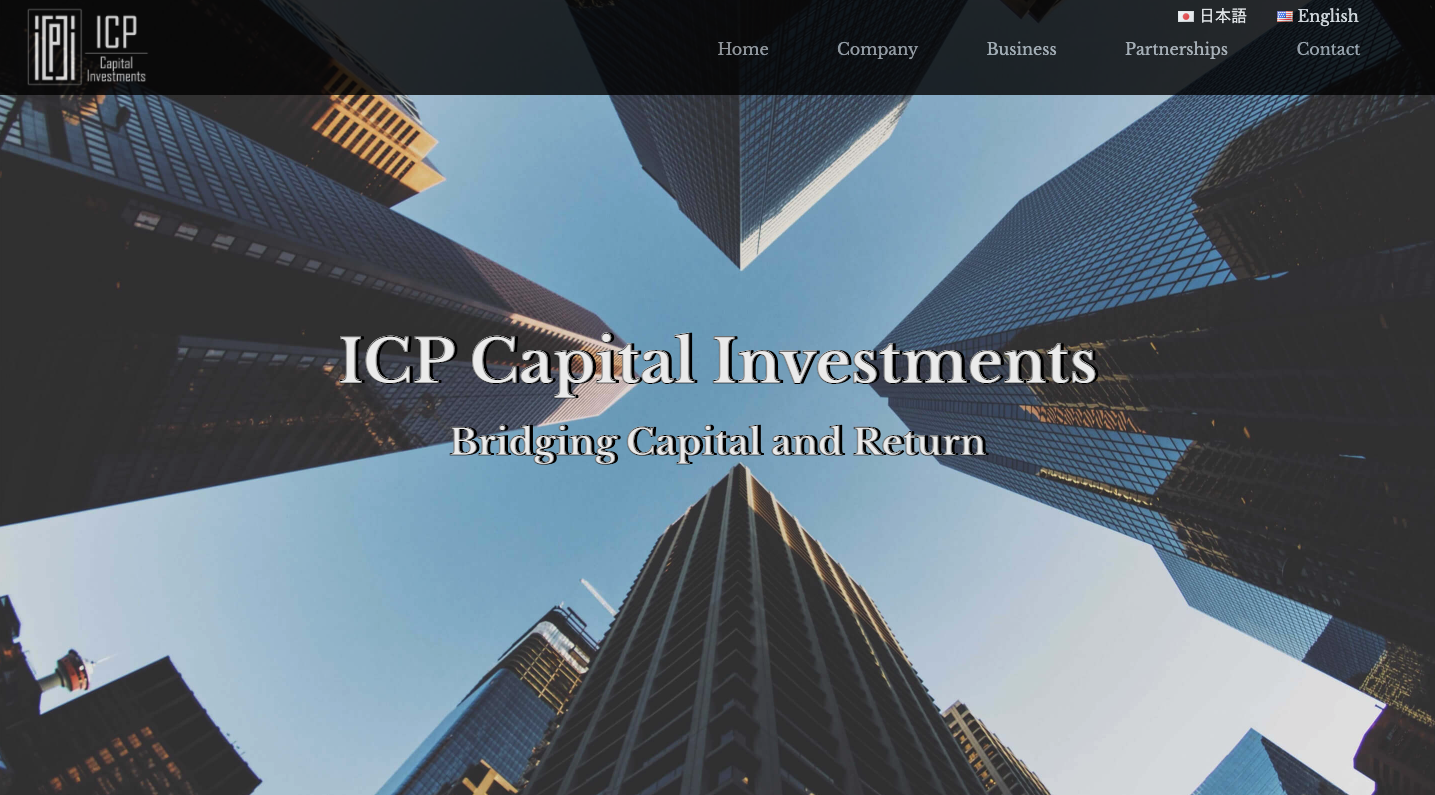 ICP
Capital
Investments
日本語
English
Home
Company
Business
Partnerships
Contact
ICP Capital Investments
Bridging Capital and Return